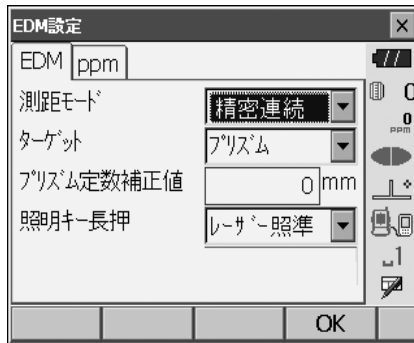 EDM設定
EDM ppm
測距モード 精密連続
ターゲット プリズム
プリズム定数補正値 0 mm
照明キー長押 レーザー照準
0
0
PPM
1
OK